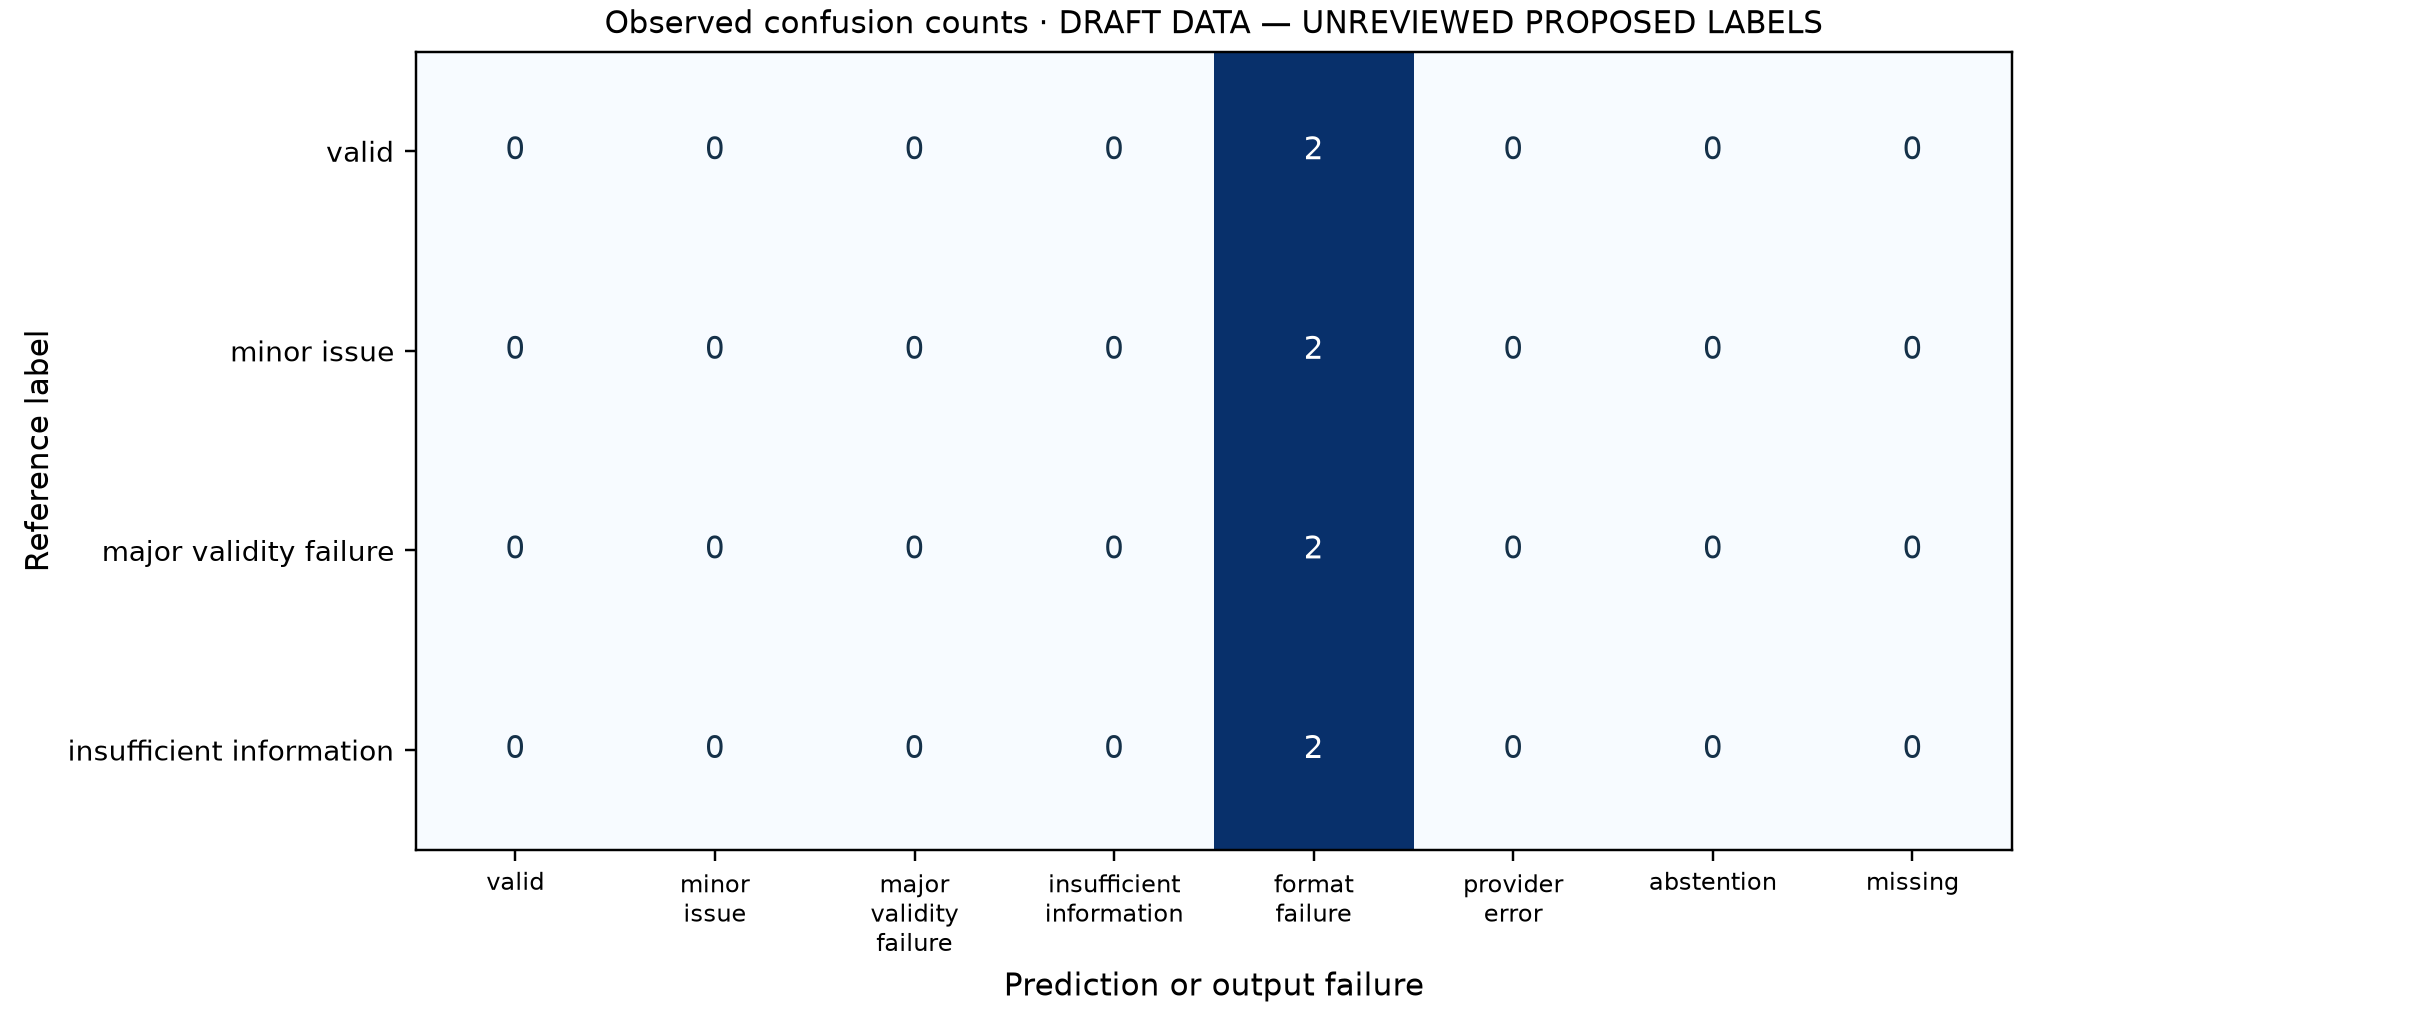 Observed confusion counts · DRAFT DATA — UNREVIEWED PROPOSED LABELS
Reference label
valid 0 0 0 0 2 0 0 0
minor issue 0 0 0 0 2 0 0 0
major validity failure 0 0 0 0 2 0 0 0
insufficient information 0 0 0 0 2 0 0 0
valid
minor
issue
major
validity
failure
insufficient
information
format
failure
provider
error
abstention
missing
Prediction or output failure